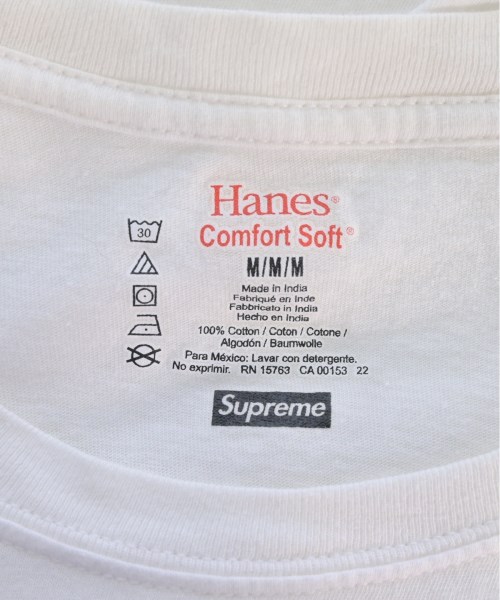 Hanes®
Comfort Soft®
M/M/M
Made in India
Fabriqué en Inde
Fabbricato in India
Hecho en India
100% Cotton / Coton / Cotone /
Algodón / Baumwolle
Para México: Lavar con detergente.
No exprimir. RN 15763 CA 00153 22
30
Supreme